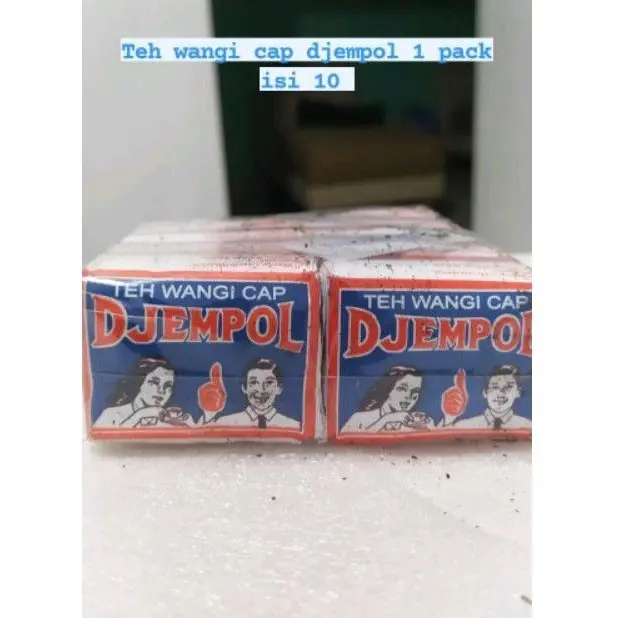 Teh wangi cap djempol 1 pack
isi 10
TEH WANGI CAP
DJEMPOL
TEH WANGI CAP
DJEMPOL